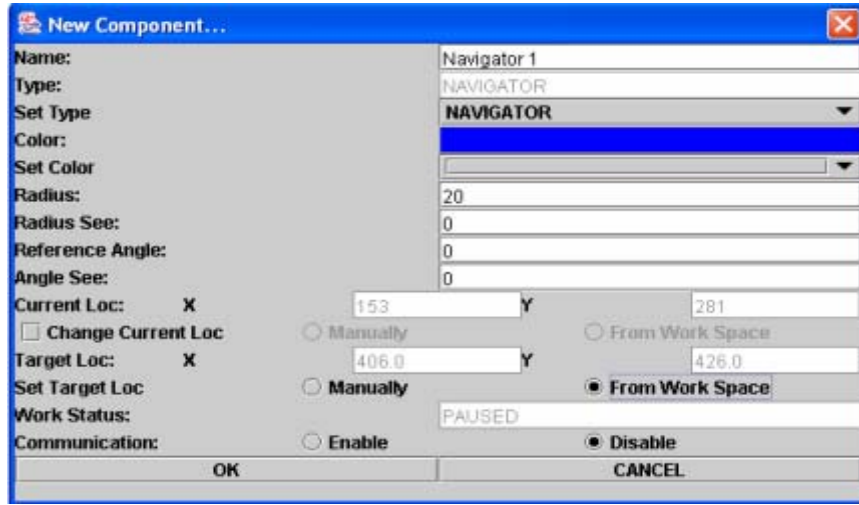 New Component...
Name: Navigator 1
Type: NAVIGATOR
Set Type NAVIGATOR
Color:
Set Color
Radius: 20
Radius See: 0
Reference Angle: 0
Angle See: 0
Current Loc: X 153 Y 281
Change Current Loc Manually From Work Space
Target Loc: X 406.0 Y 426.0
Set Target Loc Manually From Work Space
Work Status: PAUSED
Communication: Enable Disable
OK CANCEL